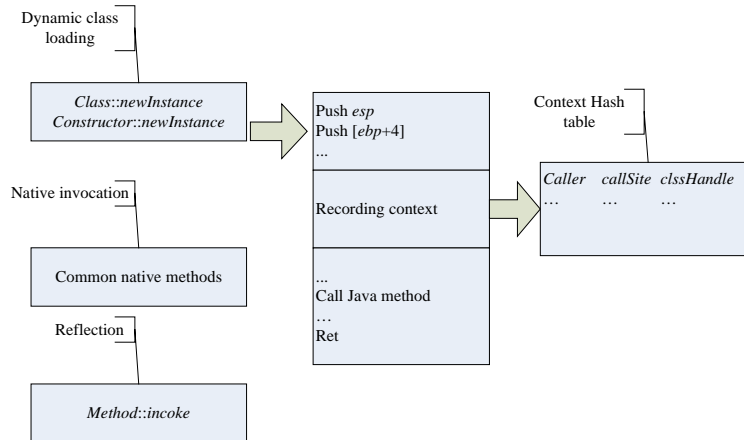 Dynamic class
loading
Class::newInstance
Constructor::newInstance
Native invocation
Common native methods
Reflection
Method::incoke
Push esp
Push [ebp+4]
...
Recording context
...
Call Java method
…
Ret
Context Hash
table
Caller callSite clssHandle
… … …